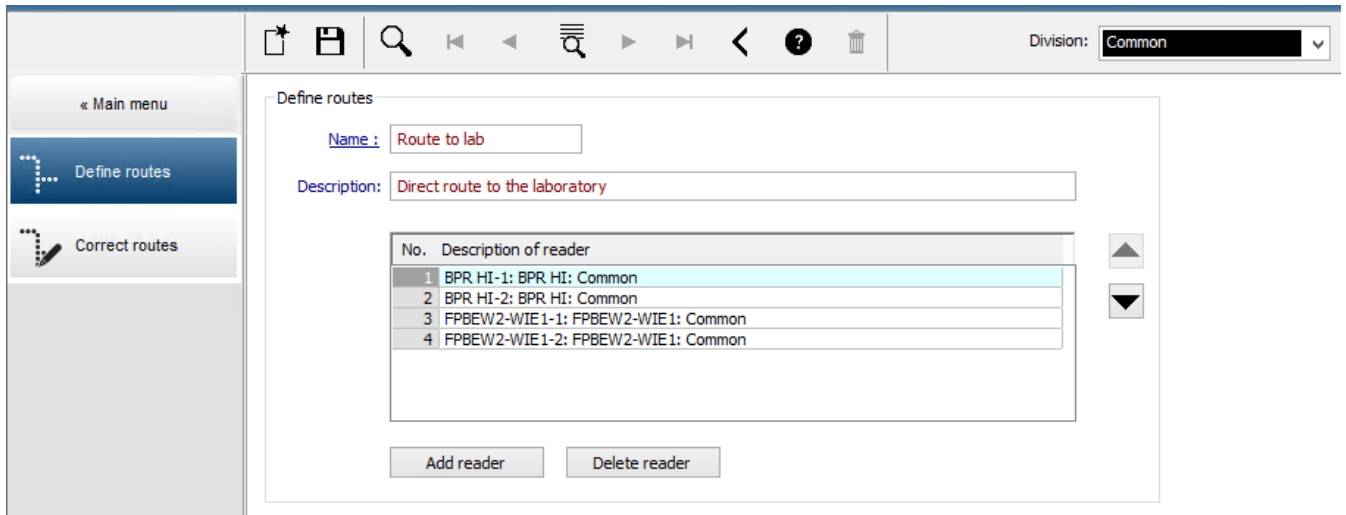 Division: Common
« Main menu
Define routes
Correct routes
Define routes
Name : Route to lab
Description: Direct route to the laboratory
No. Description of reader
1 BPR HI-1: BPR HI: Common
2 BPR HI-2: BPR HI: Common
3 FPBEW2-WIE1-1: FPBEW2-WIE1: Common
4 FPBEW2-WIE1-2: FPBEW2-WIE1: Common
Add reader Delete reader